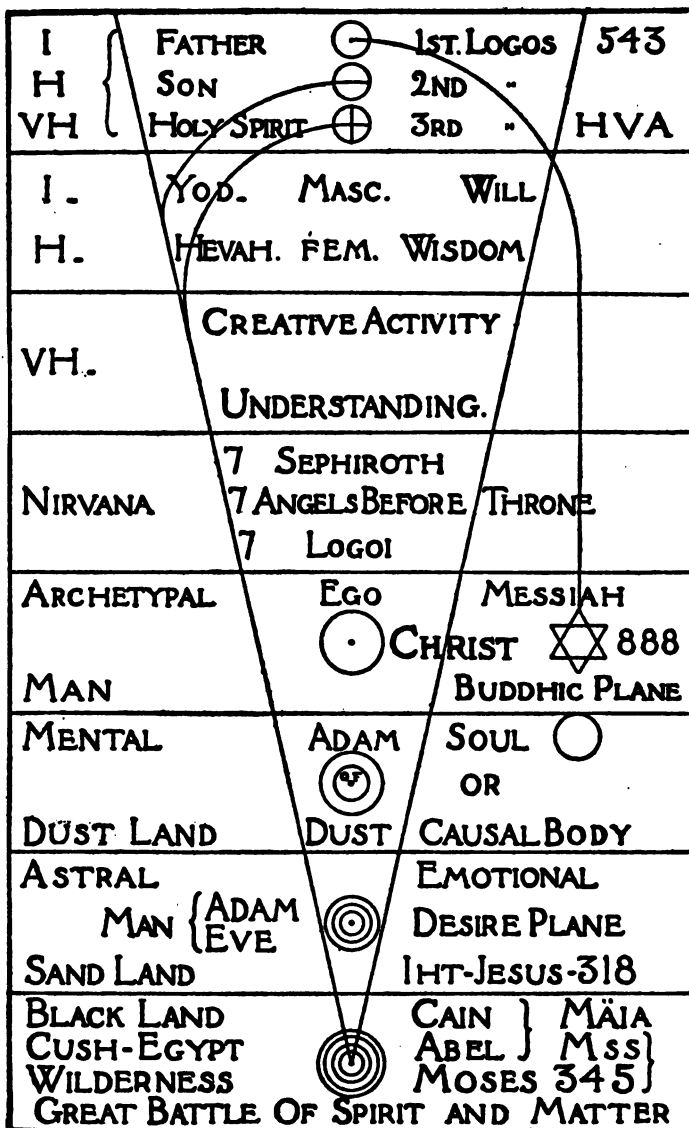 I FATHER 1ST. LOGOS 543
H SON 2ND "
VH HOLY SPIRIT 3RD " HVA
I- YOD- MASC. WILL
H- HEVAH. FEM. WISDOM
CREATIVE ACTIVITY
VH-
UNDERSTANDING.
7 SEPHIROTH
NIRVANA 7 ANGELS BEFORE THRONE
7 LOGOI
ARCHETYPAL EGO MESSIAH
CHRIST 888
MAN BUDDHIC PLANE
MENTAL ADAM SOUL
OF OR
DUST LAND DUST CAUSAL BODY
ASTRAL EMOTIONAL
MAN { ADAM DESIRE PLANE
EVE
SAND LAND IHT-JESUS-318
BLACK LAND CAIN } MÄIA
CUSH-EGYPT ABEL } MSS }
WILDERNESS MOSES 345 }
GREAT BATTLE OF SPIRIT AND MATTER